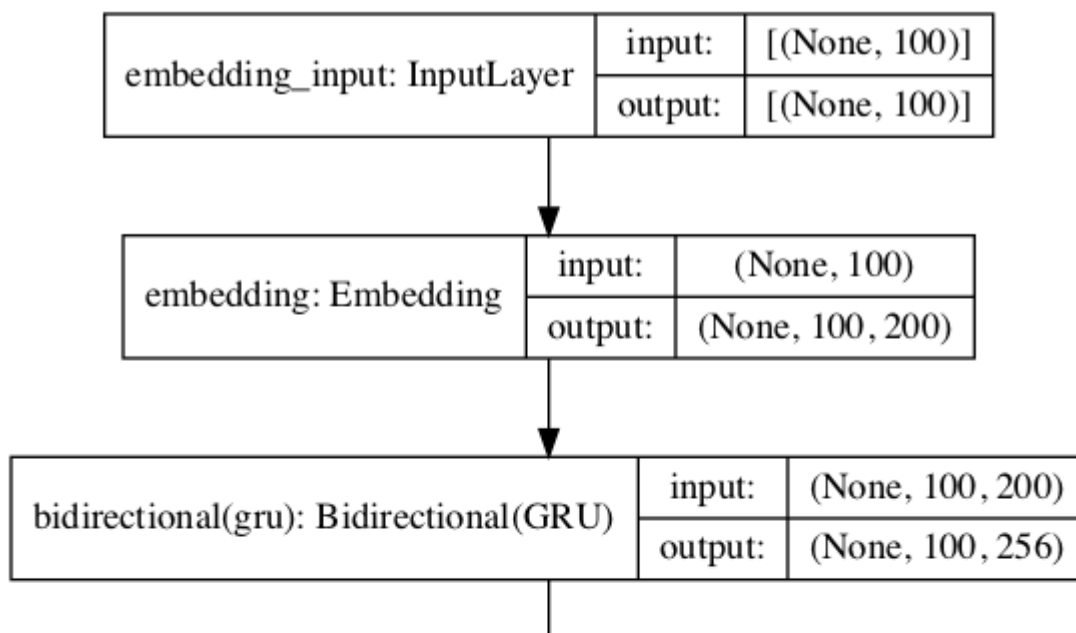 embedding_input: InputLayer
input:
[(None, 100)]
output:
[(None, 100)]
embedding: Embedding
input:
(None, 100)
output:
(None, 100, 200)
bidirectional(gru): Bidirectional(GRU)
input:
(None, 100, 200)
output:
(None, 100, 256)